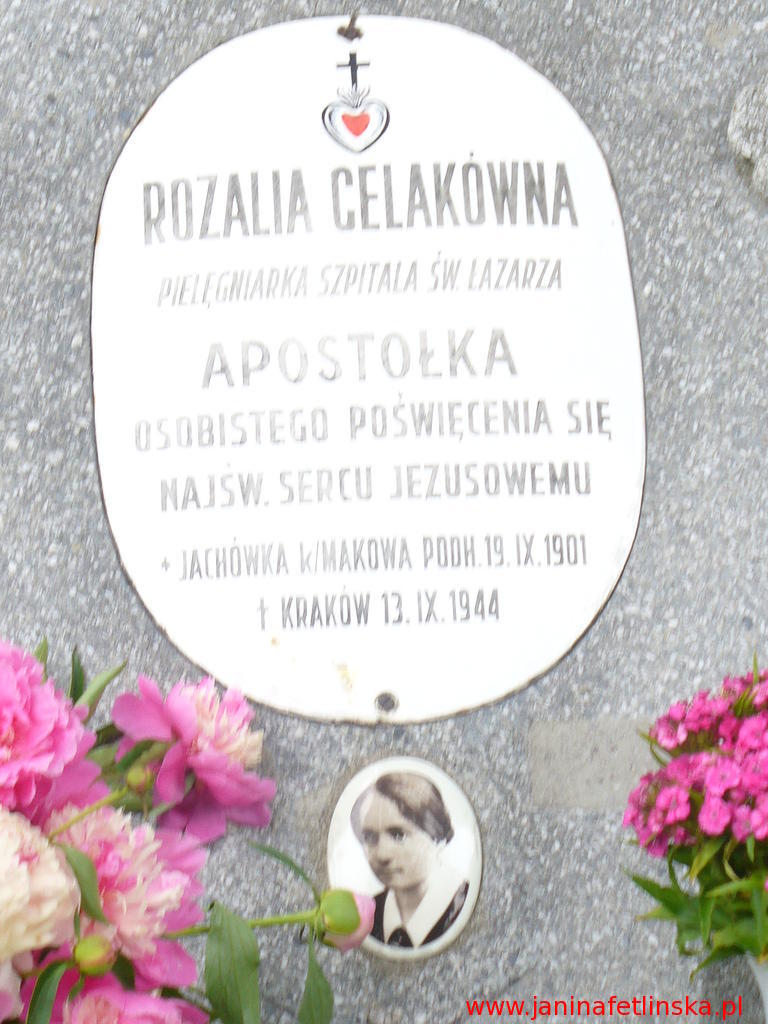 ROZALIA CELAKÓWNA
PIELĘGNIARKA SZPITALA ŚW. ŁAZARZA
APOSTOŁKA
OSOBISTEGO POŚWIĘCENIA SIĘ
NAJŚW. SERCU JEZUSOWEMU
* JACHÓWKA k/MAKOWA PODH. 19.IX.1901
† KRAKÓW 13.IX.1944
www.janinafetlinska.pl